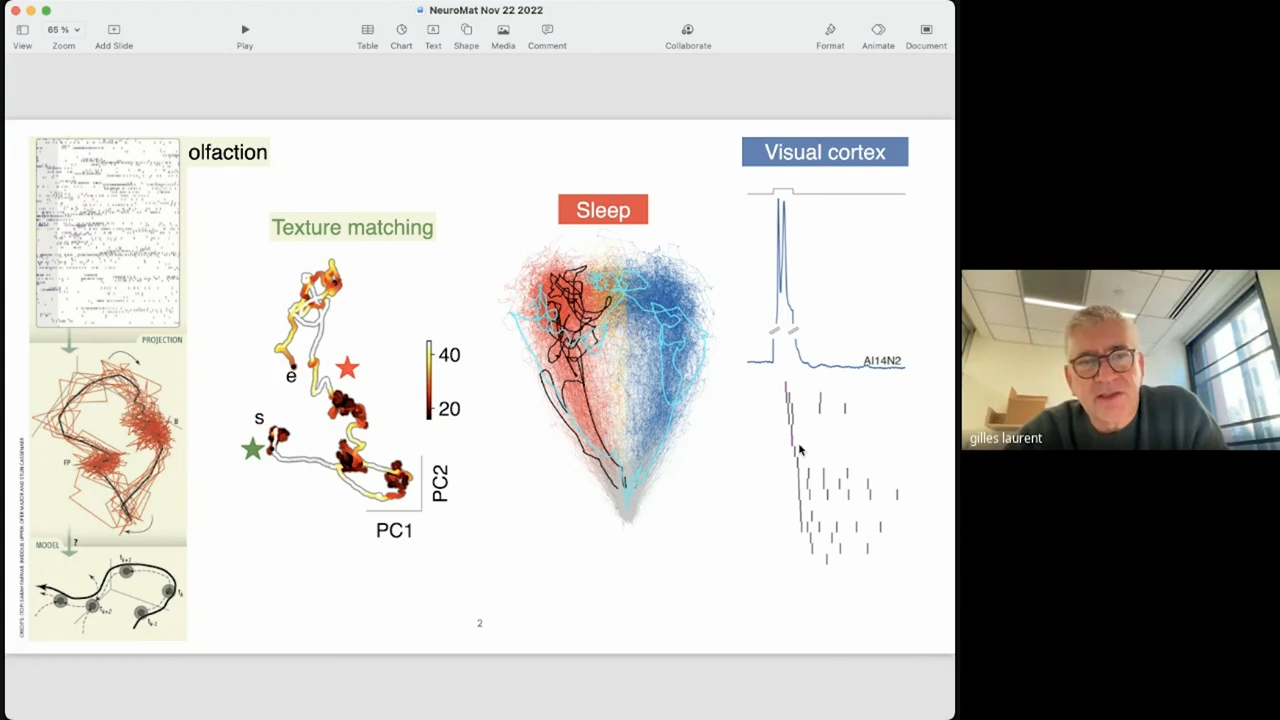 NeuroMat Nov 22 2022
65 %
View
Zoom
Add Slide
Play
Table
Chart
Text
Shape
Media
Comment
Collaborate
Format
Animate
Document
olfaction
Visual cortex
Sleep
Texture matching
PROJECTION
40
20
e
s
PC2
PC1
B
FP
MODEL
?
AI14N2
2
gilles laurent